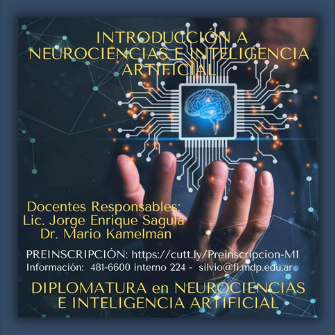 INTRODUCCIÓN A
NEUROCIENCIAS E INTELIGENCIA
ARTIFICIAL
Docentes Responsables:
Lic. Jorge Enrique Sagula
Dr. Mario Kamelman
PREINSCRIPCIÓN: https://cutt.ly/Preinscripcion-M1
Información: 481-6600 interno 224 - silvio@fi.mdp.edu.ar
DIPLOMATURA en NEUROCIENCIAS
E INTELIGENCIA ARTIFICIAL